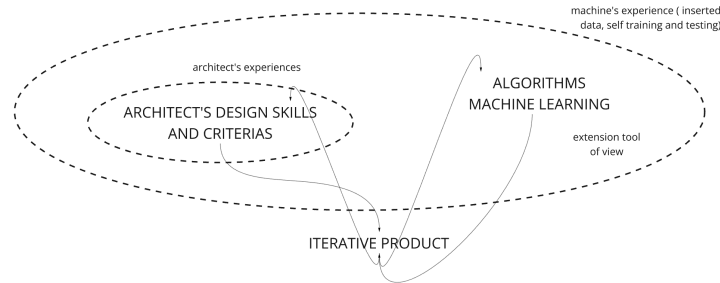 machine's experience ( inserted
data, self training and testing)
architect's experiences
ALGORITHMS
MACHINE LEARNING
ARCHITECT'S DESIGN SKILLS
AND CRITERIAS
extension tool
of view
ITERATIVE PRODUCT